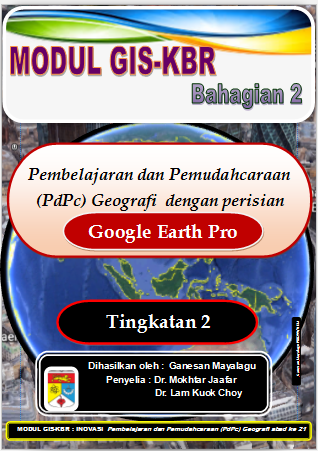 MODUL GIS-KBR
Bahagian 2
Pembelajaran dan Pemudahcaraan
(PdPc) Geografi dengan perisian
Google Earth Pro
Tingkatan 2
Dihasilkan oleh : Ganesan Mayalagu
Penyelia : Dr. Mokhtar Jaafar
Dr. Lam Kuok Choy
MODUL GIS-KBR : INOVASI Pembelajaran dan Pemudahcaraan (PdPc) Geografi abad ke 21